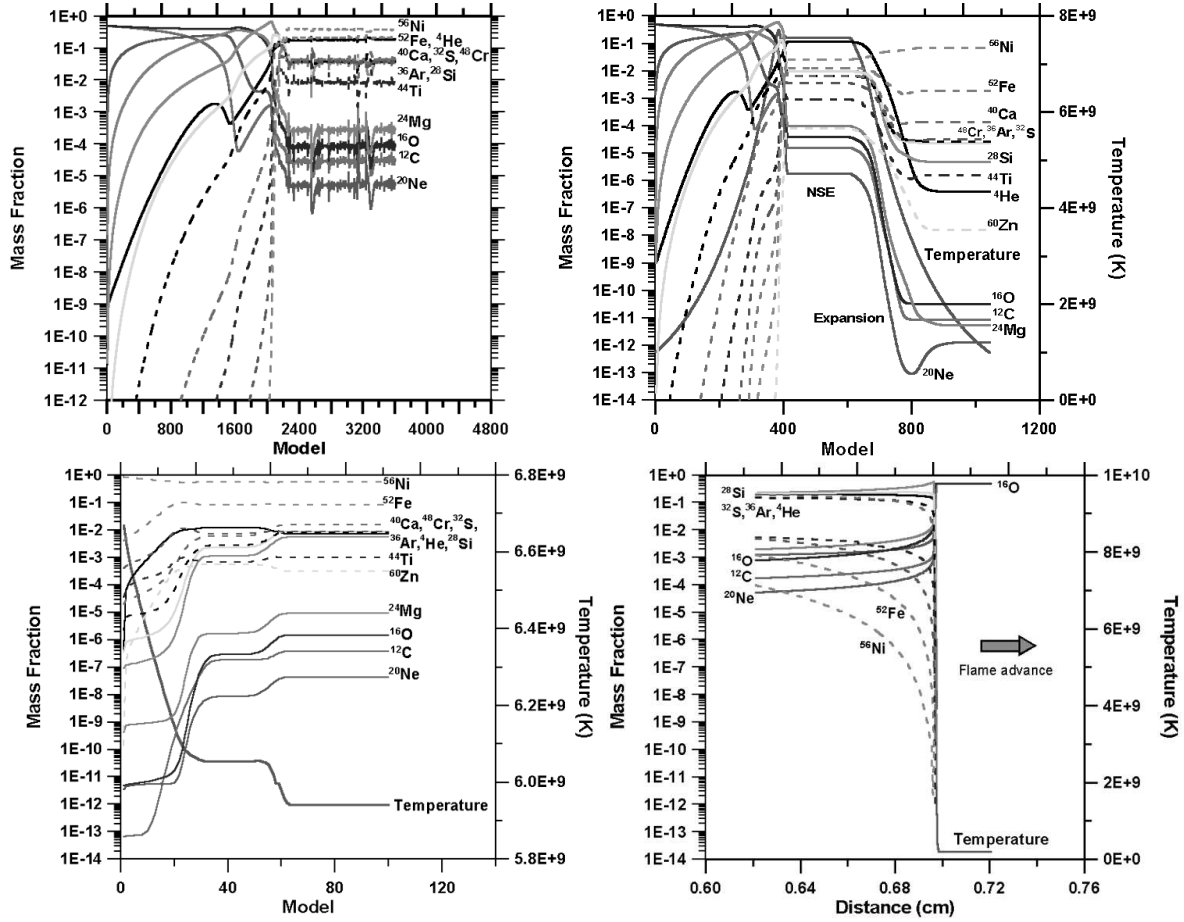 1E+0
1E-1
1E-2
1E-3
1E-4
1E-5
1E-6
1E-7
1E-8
1E-9
1E-10
1E-11
1E-12
Mass Fraction
⁵⁶Ni
⁵²Fe, ⁴He
⁴⁰Ca,³²S,⁴⁸Cr
³⁶Ar,²⁸Si
⁴⁴Ti
²⁴Mg
¹⁶O
¹²C
²⁰Ne
0 800 1600 2400 3200 4000 4800
Model
1E+0
1E-1
1E-2
1E-3
1E-4
1E-5
1E-6
1E-7
1E-8
1E-9
1E-10
1E-11
1E-12
1E-13
1E-14
Mass Fraction
⁵⁶Ni
⁵²Fe
⁴⁰Ca
⁴⁸Cr,³⁶Ar,³²S
²⁸Si
⁴⁴Ti
⁴He
NSE
⁶⁰Zn
Temperature
¹⁶O
¹²C
Expansion
²⁴Mg
²⁰Ne
8E+9
6E+9
4E+9
2E+9
0E+0
Temperature (K)
0 400 800 1200
Model
1E+0
1E-1
1E-2
1E-3
1E-4
1E-5
1E-6
1E-7
1E-8
1E-9
1E-10
1E-11
1E-12
1E-13
1E-14
Mass Fraction
⁵⁶Ni
⁵²Fe
⁴⁰Ca,⁴⁸Cr,³²S,
³⁶Ar,⁴He,²⁸Si
⁴⁴Ti
⁶⁰Zn
²⁴Mg
¹⁶O
¹²C
²⁰Ne
Temperature
6.8E+9
6.6E+9
6.4E+9
6.2E+9
6.0E+9
5.8E+9
Temperature (K)
0 40 80 120
Model
1E+0
1E-1
1E-2
1E-3
1E-4
1E-5
1E-6
1E-7
1E-8
1E-9
1E-10
1E-11
1E-12
1E-13
1E-14
Mass Fraction
²⁸Si
¹⁶O
³²S,³⁶Ar,⁴He
¹⁶O
¹²C
²⁰Ne
⁵²Fe
⁵⁶Ni
Flame advance
Temperature
1E+10
8E+9
6E+9
4E+9
2E+9
0E+0
Temperature (K)
0.60 0.64 0.68 0.72 0.76
Distance (cm)